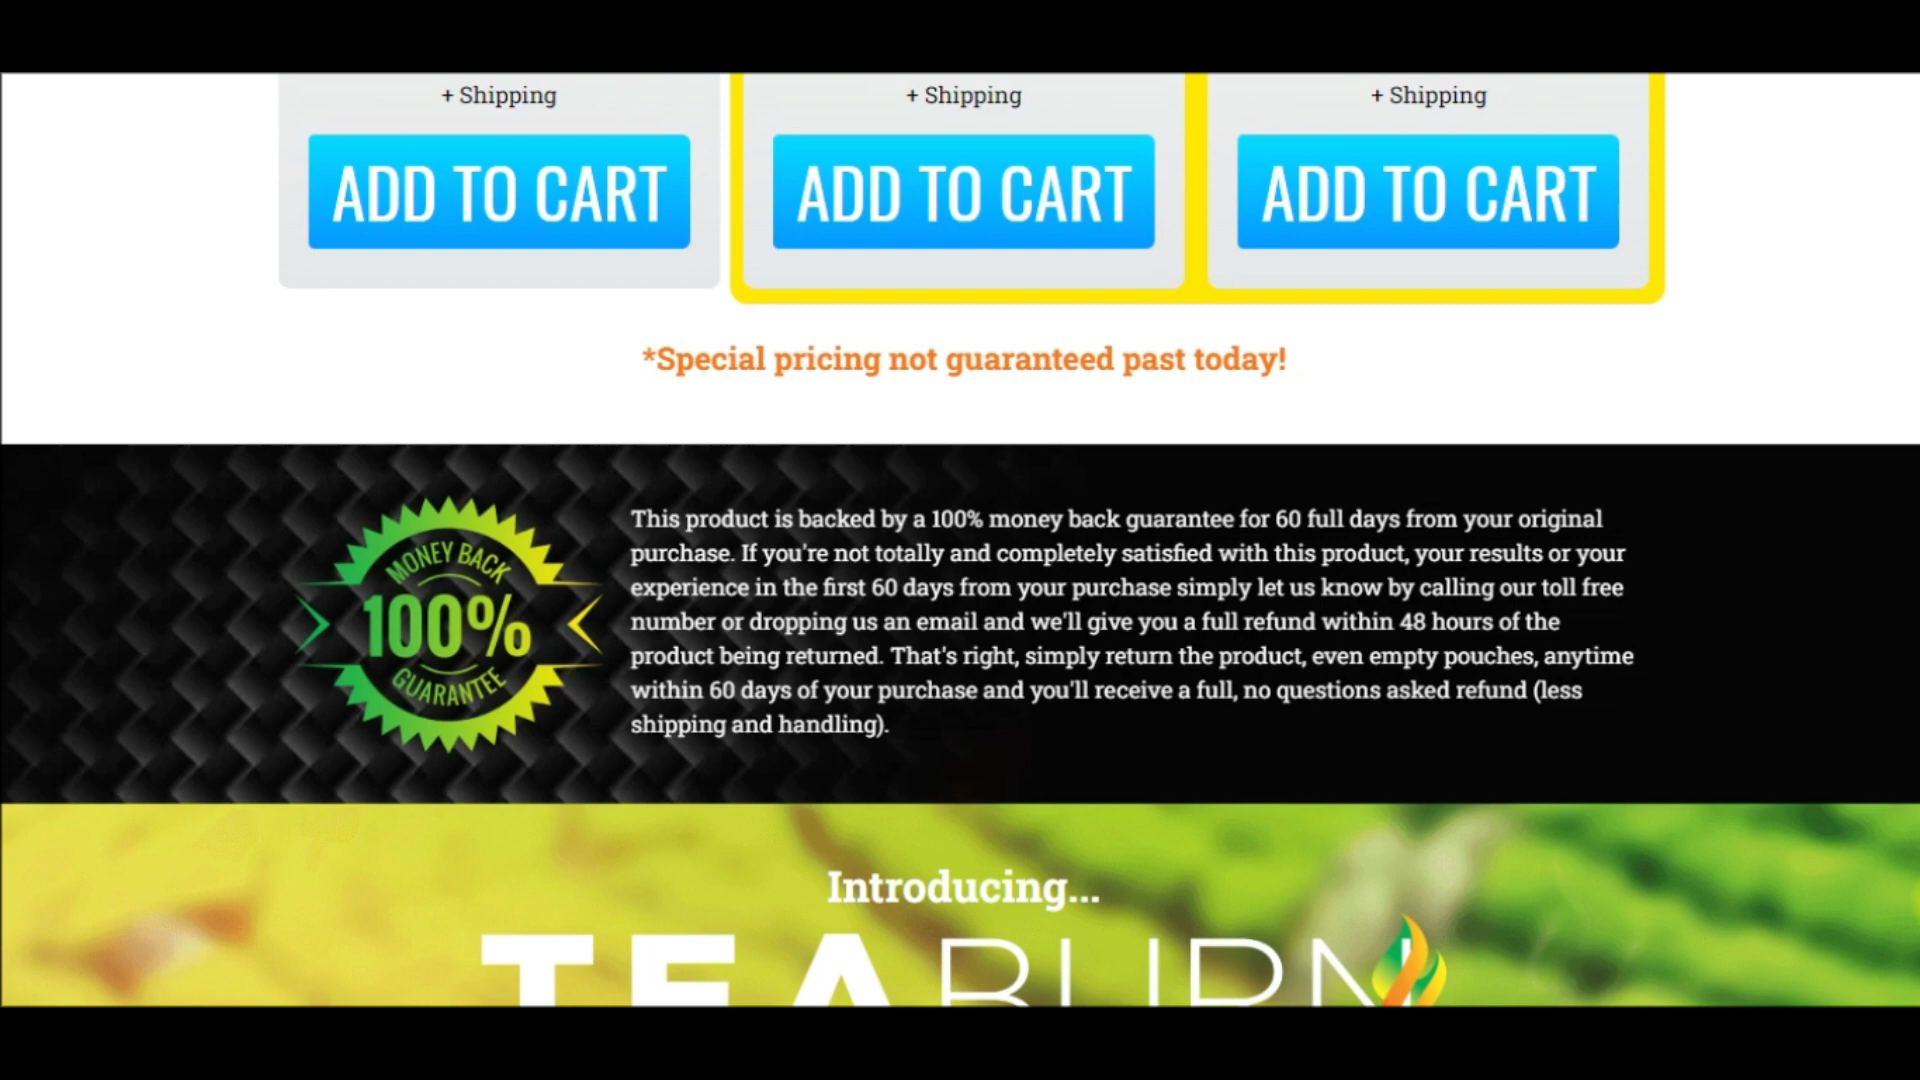 + Shipping + Shipping + Shipping
ADD TO CART ADD TO CART ADD TO CART
*Special pricing not guaranteed past today!
MONEY BACK
100%
GUARANTEE
This product is backed by a 100% money back guarantee for 60 full days from your original
purchase. If you're not totally and completely satisfied with this product, your results or your
experience in the first 60 days from your purchase simply let us know by calling our toll free
number or dropping us an email and we'll give you a full refund within 48 hours of the
product being returned. That's right, simply return the product, even empty pouches, anytime
within 60 days of your purchase and you'll receive a full, no questions asked refund (less
shipping and handling).
Introducing...
TEABURN